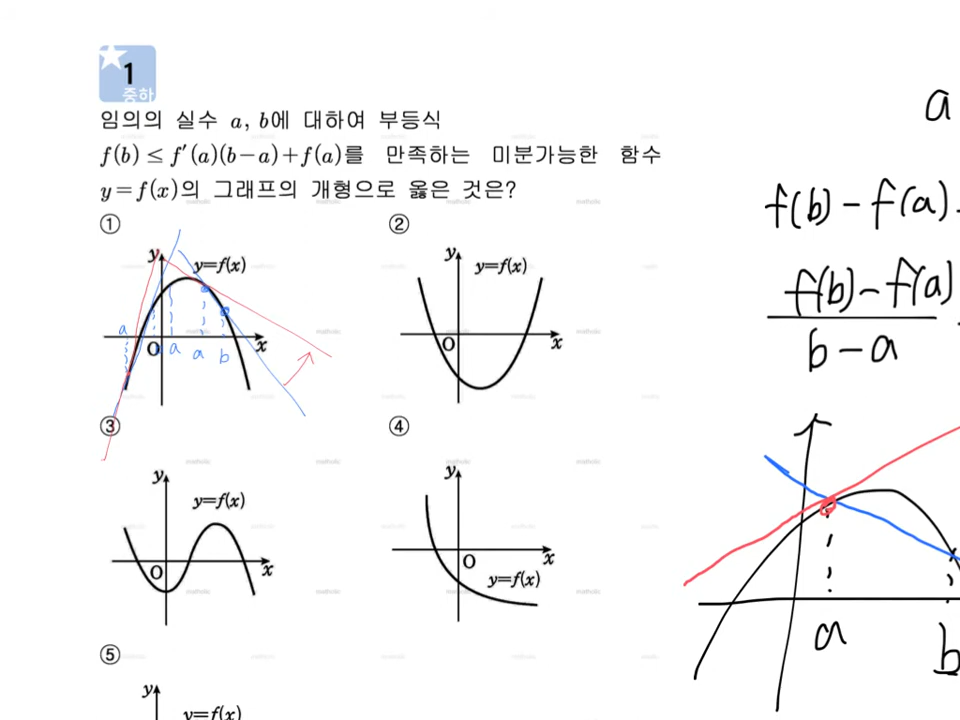 1
중하
임의의 실수 a, b에 대하여 부등식
f(b) ≤ f′(a)(b−a)+f(a)를 만족하는 미분가능한 함수
y=f(x)의 그래프의 개형으로 옳은 것은?
① ②
y y=f(x) O x a a a b
y y=f(x) O x
③ ④
y y=f(x) O x
y O x y=f(x)
⑤
y y=f(x)
a
f(b) − f(a)
f(b) − f(a)
b − a
a b